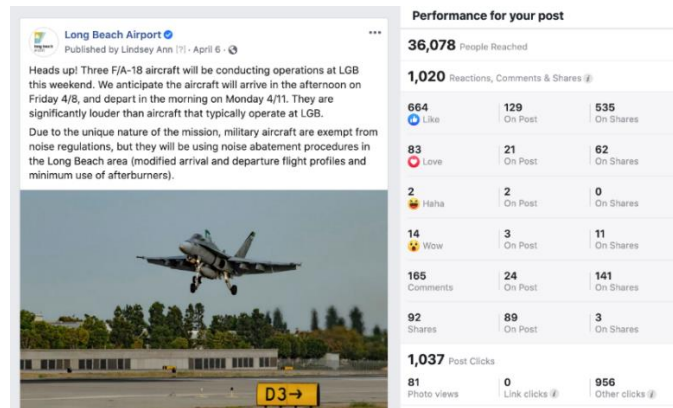 Long Beach Airport
Published by Lindsey Ann [?] · April 6 ·
Heads up! Three F/A-18 aircraft will be conducting operations at LGB
this weekend. We anticipate the aircraft will arrive in the afternoon on
Friday 4/8, and depart in the morning on Monday 4/11. They are
significantly louder than aircraft that typically operate at LGB.
Due to the unique nature of the mission, military aircraft are exempt from
noise regulations, but they will be using noise abatement procedures in
the Long Beach area (modified arrival and departure flight profiles and
minimum use of afterburners).
D3→
Performance for your post
36,078 People Reached
1,020 Reactions, Comments & Shares
664 129 535
Like On Post On Shares
83 21 62
Love On Post On Shares
2 2 0
Haha On Post On Shares
14 3 11
Wow On Post On Shares
165 24 141
Comments On Post On Shares
92 89 3
Shares On Post On Shares
1,037 Post Clicks
81 0 956
Photo views Link clicks Other clicks